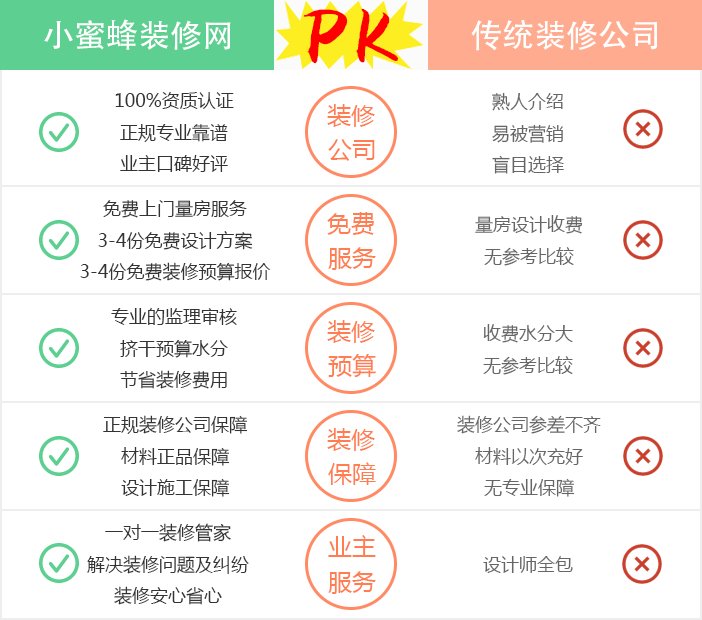 小蜜蜂装修网
PK
传统装修公司
100%资质认证
正规专业靠谱
业主口碑好评
装修
公司
熟人介绍
易被营销
盲目选择
免费上门量房服务
3-4份免费设计方案
3-4份免费装修预算报价
免费
服务
量房设计收费
无参考比较
专业的监理审核
挤干预算水分
节省装修费用
装修
预算
收费水分大
无参考比较
正规装修公司保障
材料正品保障
设计施工保障
装修
保障
装修公司参差不齐
材料以次充好
无专业保障
一对一装修管家
解决装修问题及纠纷
装修安心省心
业主
服务
设计师全包